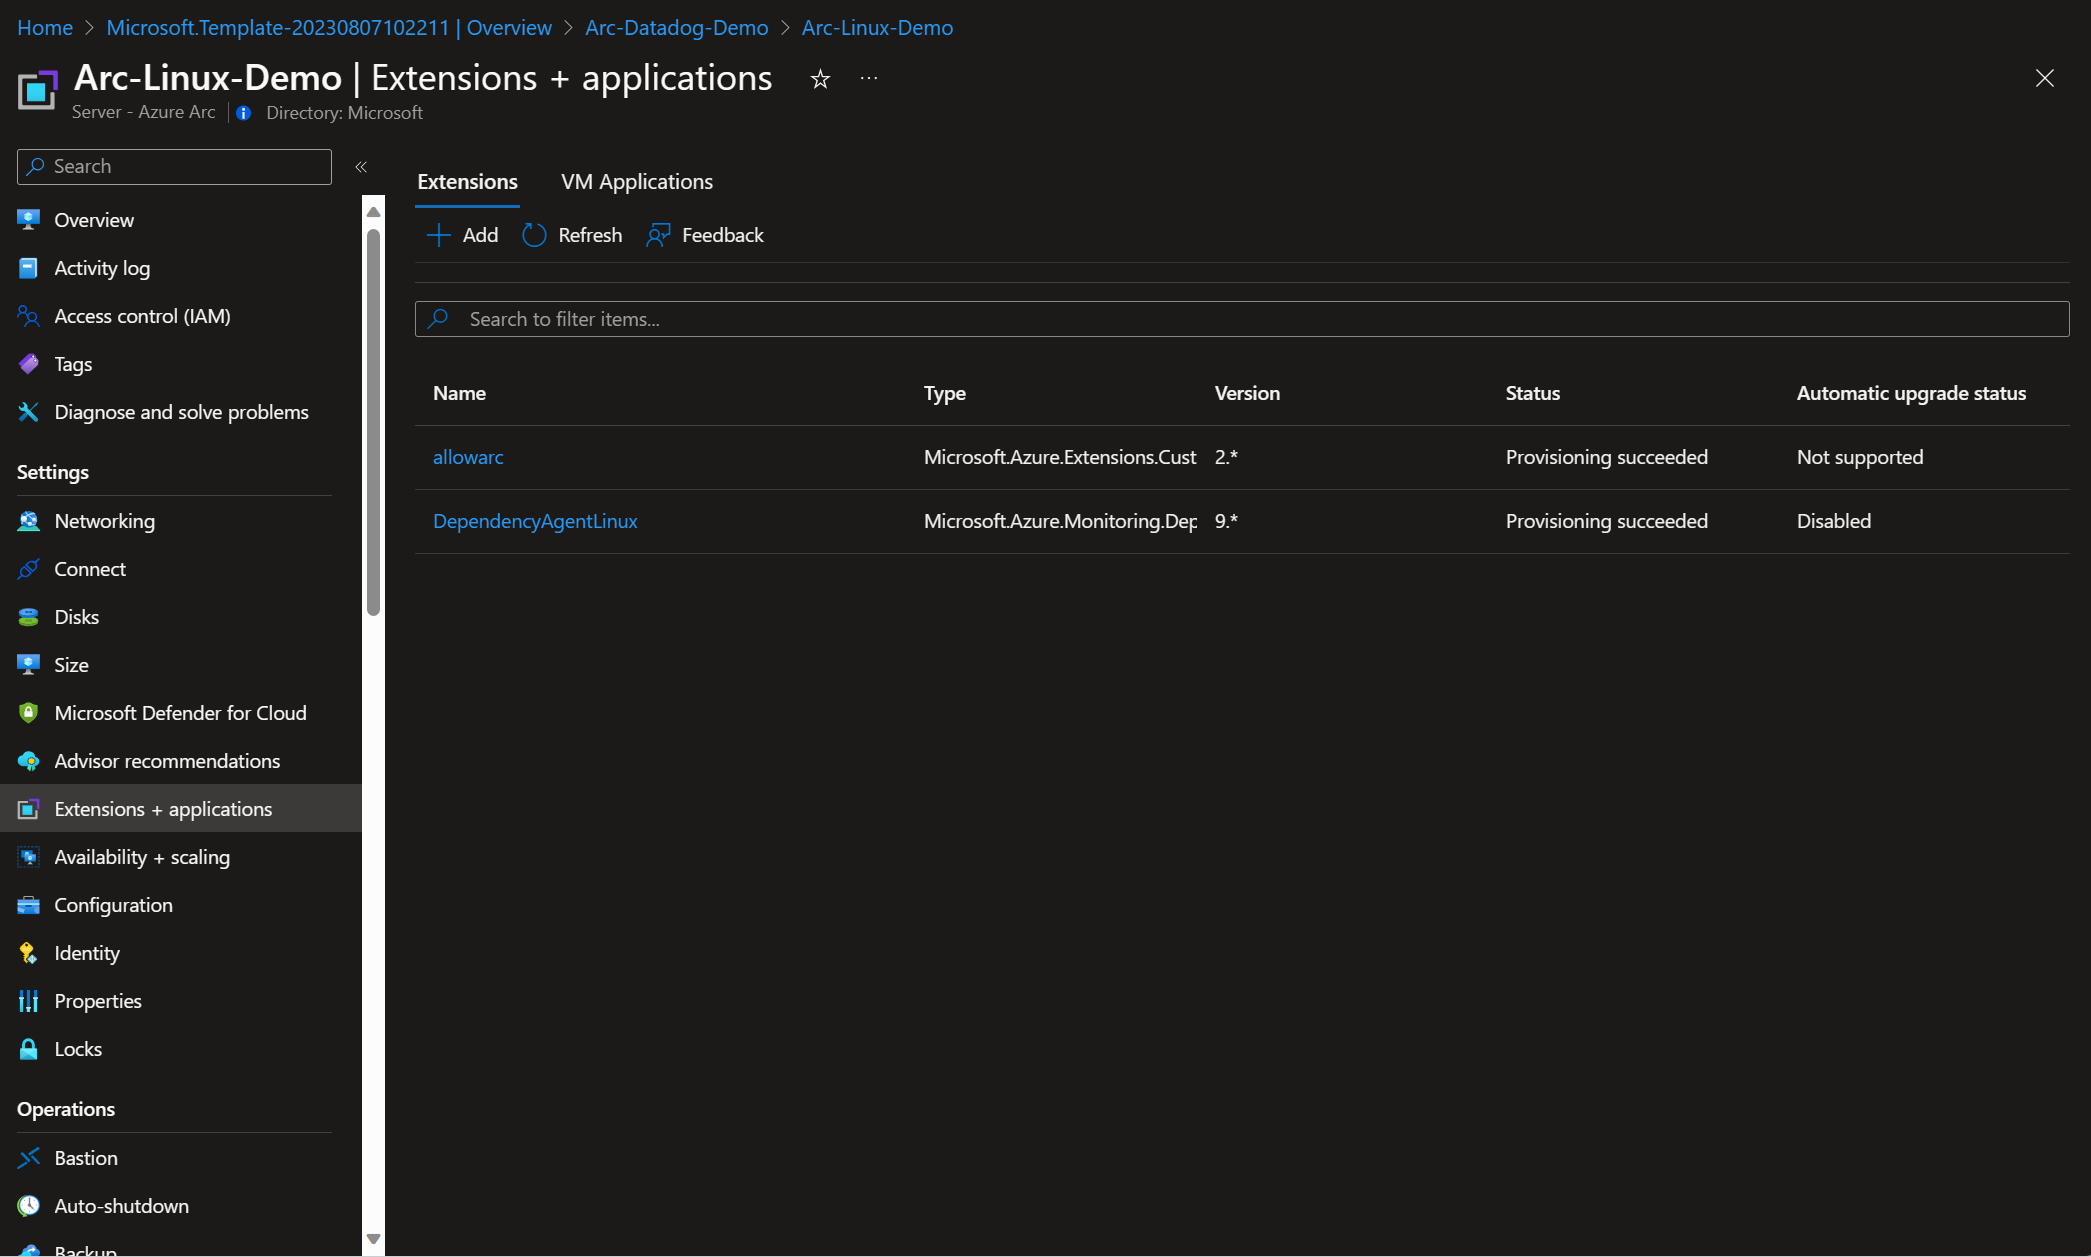 Home > Microsoft.Template-20230807102211 | Overview > Arc-Datadog-Demo > Arc-Linux-Demo
Arc-Linux-Demo | Extensions + applications
Server - Azure Arc | Directory: Microsoft
Search
Overview
Activity log
Access control (IAM)
Tags
Diagnose and solve problems
Settings
Networking
Connect
Disks
Size
Microsoft Defender for Cloud
Advisor recommendations
Extensions + applications
Availability + scaling
Configuration
Identity
Properties
Locks
Operations
Bastion
Auto-shutdown
Backup
Extensions VM Applications
Add Refresh Feedback
Search to filter items...
Name Type Version Status Automatic upgrade status
allowarc Microsoft.Azure.Extensions.Cust 2.* Provisioning succeeded Not supported
DependencyAgentLinux Microsoft.Azure.Monitoring.Dep 9.* Provisioning succeeded Disabled